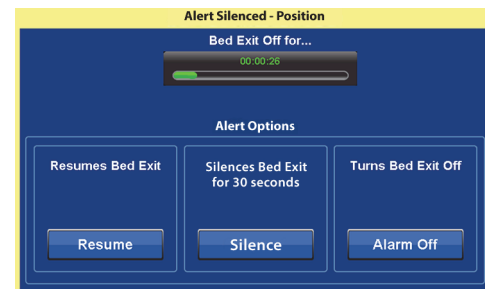 Alert Silenced - Position
Bed Exit Off for...
00:00:26
Alert Options
Resumes Bed Exit
Resume
Silences Bed Exit
for 30 seconds
Silence
Turns Bed Exit Off
Alarm Off